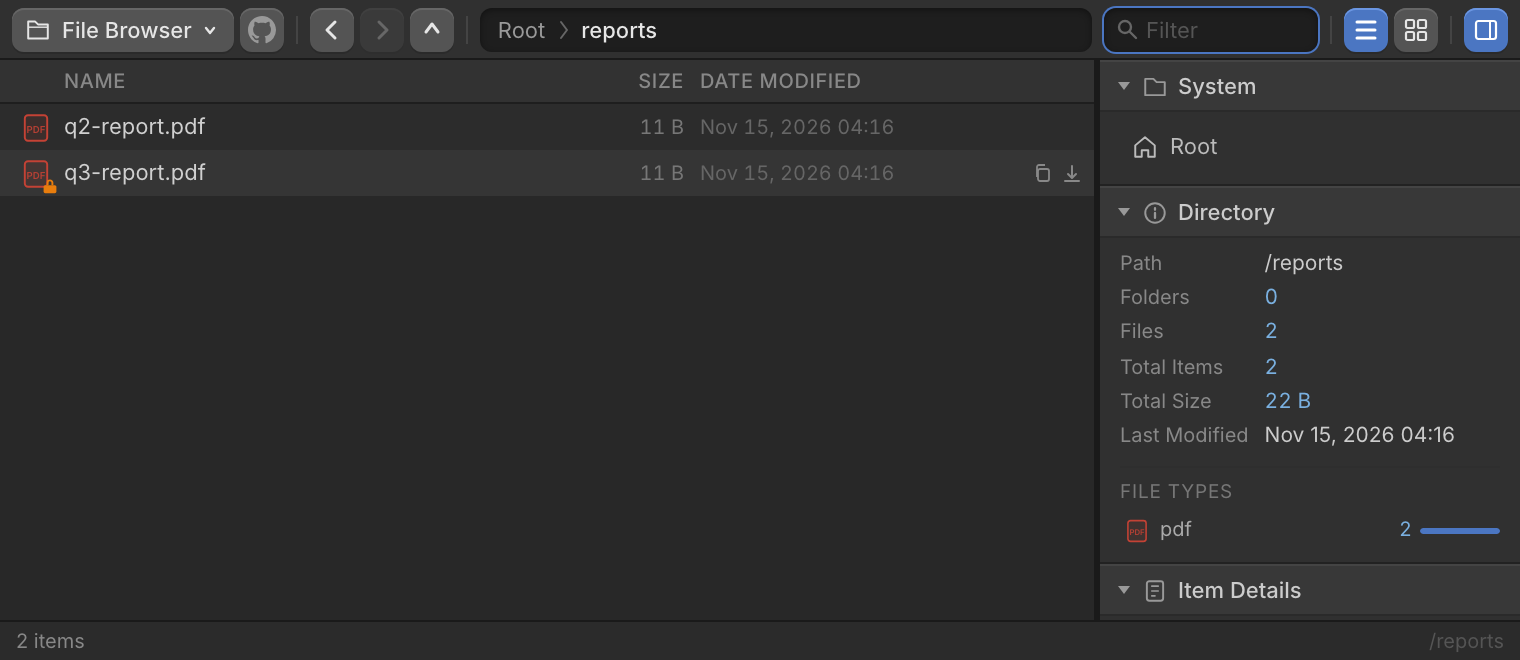 File Browser
Root
reports
Filter
NAME
SIZE
DATE MODIFIED
PDF
q2-report.pdf
11 B
Nov 15, 2026 04:16
PDF
q3-report.pdf
11 B
Nov 15, 2026 04:16
System
Root
Directory
Path
/reports
Folders
0
Files
2
Total Items
2
Total Size
22 B
Last Modified
Nov 15, 2026 04:16
FILE TYPES
PDF
pdf
2
Item Details
2 items
/reports